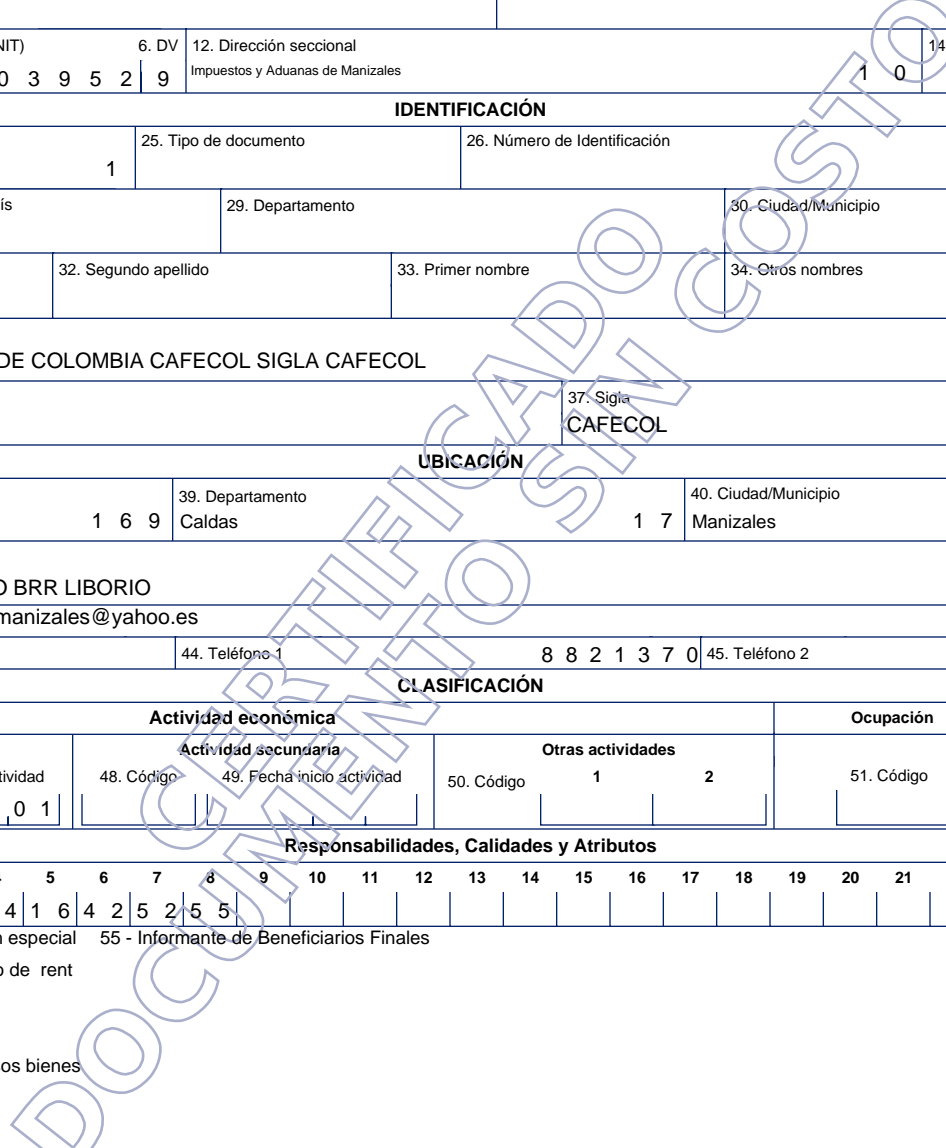 NIT) 6. DV 12. Dirección seccional 14
0 3 9 5 2 9 Impuestos y Aduanas de Manizales 1 0
IDENTIFICACIÓN
25. Tipo de documento 26. Número de Identificación
1
ís 29. Departamento 30. Ciudad/Municipio
32. Segundo apellido 33. Primer nombre 34. Otros nombres
DE COLOMBIA CAFECOL SIGLA CAFECOL
37. Sigla
CAFECOL
UBICACIÓN
39. Departamento 40. Ciudad/Municipio
1 6 9 Caldas 1 7 Manizales
O BRR LIBORIO
manizales@yahoo.es
44. Teléfono 1 8 8 2 1 3 7 0 45. Teléfono 2
CLASIFICACIÓN
Actividad económica Ocupación
Actividad secundaria Otras actividades
tividad 48. Código 49. Fecha inicio actividad 50. Código 1 2 51. Código
0 1
Responsabilidades, Calidades y Atributos
5 6 7 8 9 10 11 12 13 14 15 16 17 18 19 20 21
4 1 6 4 2 5 2 5 5
n especial 55 - Informante de Beneficiarios Finales
o de rent
os bienes
CERTIFICADO
DOCUMENTO SIN COSTO